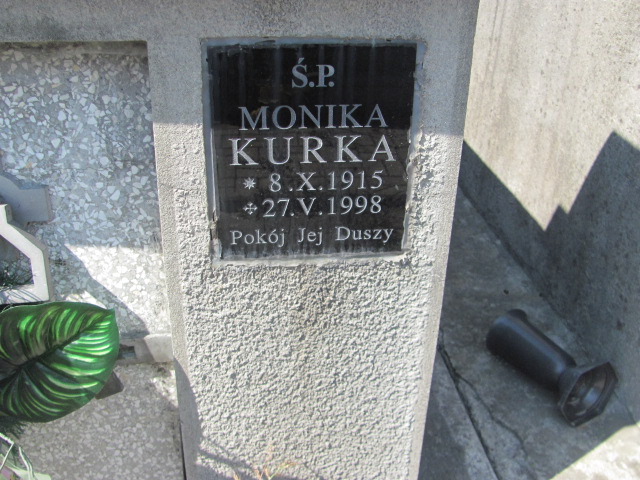 Ś.P.
MONIKA
KURKA
* 8.X.1915
✣ 27.V.1998
Pokój Jej Duszy